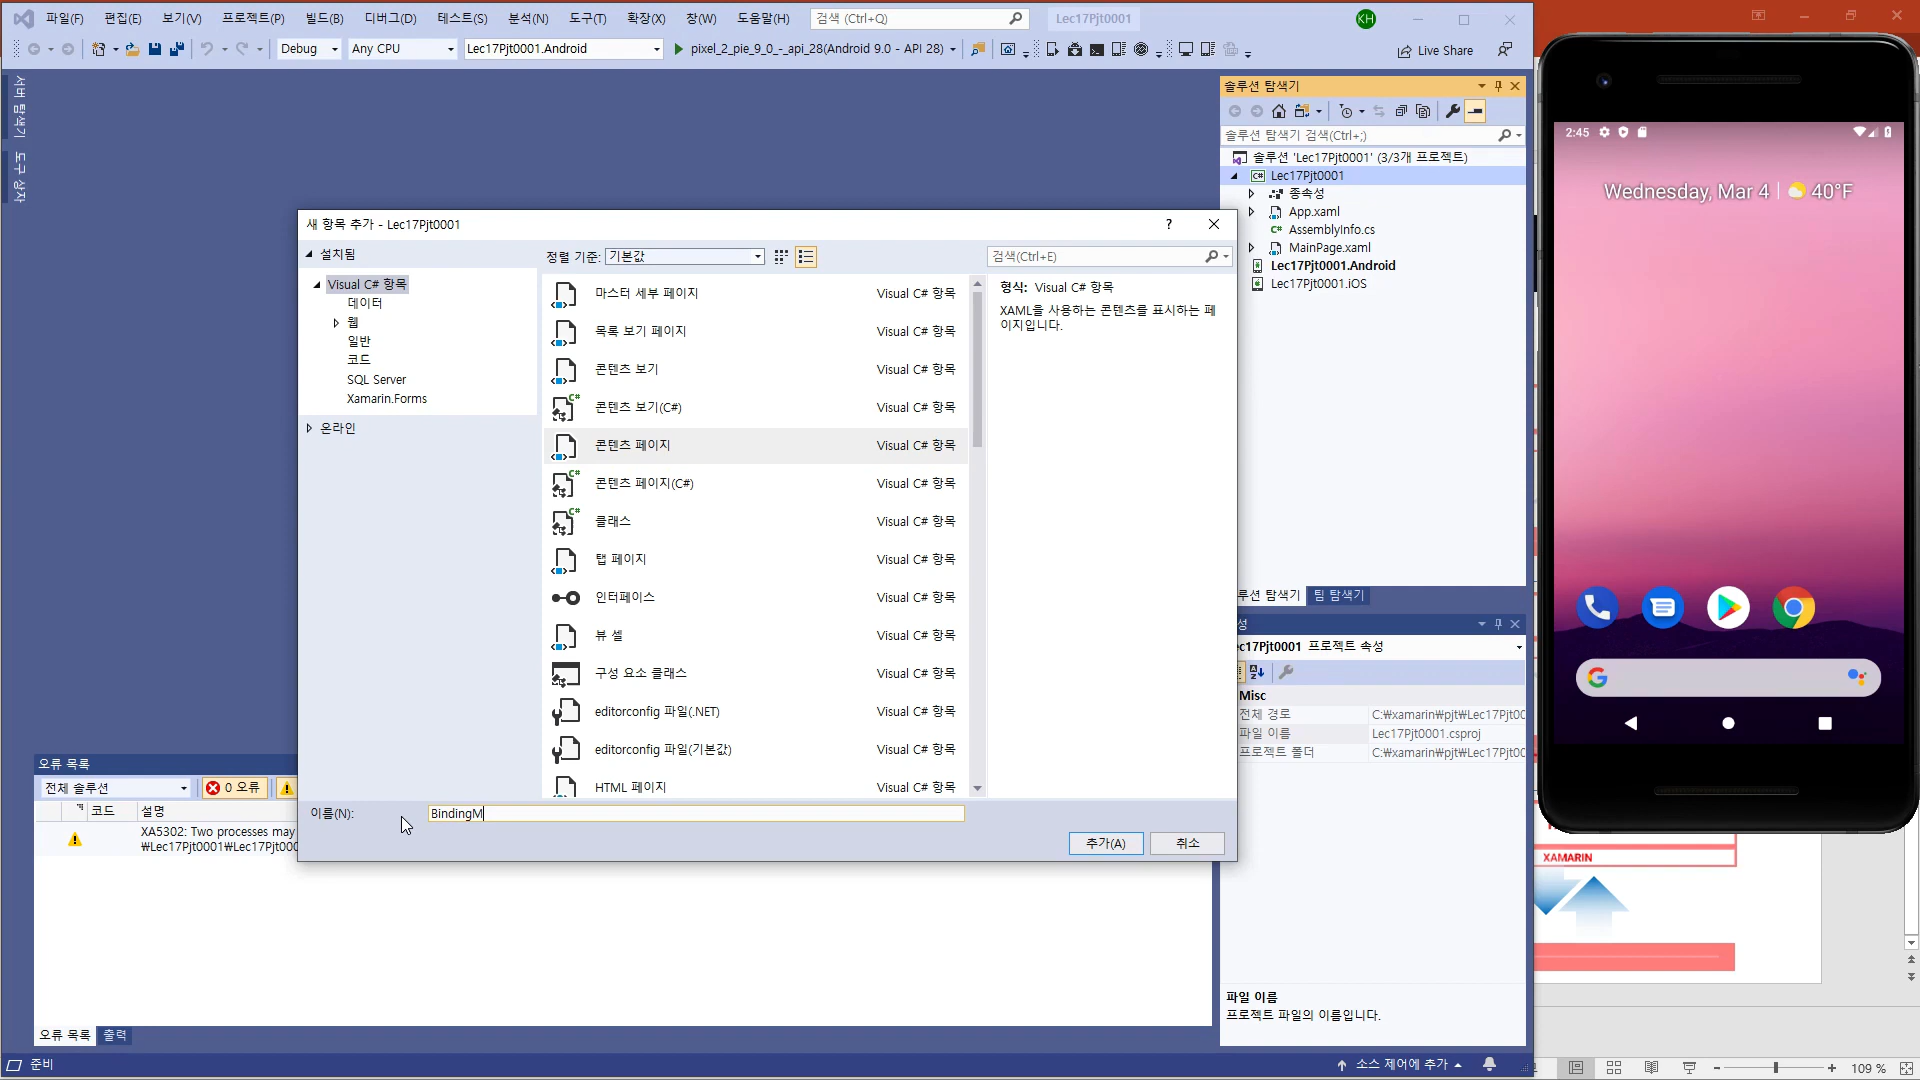 파일(F) 편집(E) 보기(V) 프로젝트(P) 빌드(B) 디버그(D) 테스트(S) 분석(N) 도구(T) 확장(X) 창(W) 도움말(H) 검색 (Ctrl+Q) Lec17Pjt0001 KH
Debug Any CPU Lec17Pjt0001.Android pixel_2_pie_9_0_-_api_28(Android 9.0 - API 28) Live Share
서버 탐색기
도구 상자
솔루션 탐색기
솔루션 탐색기 검색(Ctrl+;)
솔루션 'Lec17Pjt0001' (3/3개 프로젝트)
Lec17Pjt0001
종속성
App.xaml
AssemblyInfo.cs
MainPage.xaml
Lec17Pjt0001.Android
Lec17Pjt0001.iOS
새 항목 추가 - Lec17Pjt0001
설치됨
Visual C# 항목
데이터
웹
일반
코드
SQL Server
Xamarin.Forms
온라인
정렬 기준: 기본값
검색(Ctrl+E)
마스터 세부 페이지 Visual C# 항목
목록 보기 페이지 Visual C# 항목
콘텐츠 보기 Visual C# 항목
콘텐츠 보기(C#) Visual C# 항목
콘텐츠 페이지 Visual C# 항목
콘텐츠 페이지(C#) Visual C# 항목
클래스 Visual C# 항목
탭 페이지 Visual C# 항목
인터페이스 Visual C# 항목
뷰 셀 Visual C# 항목
구성 요소 클래스 Visual C# 항목
editorconfig 파일(.NET) Visual C# 항목
editorconfig 파일(기본값) Visual C# 항목
HTML 페이지 Visual C# 항목
형식: Visual C# 항목
XAML을 사용하는 콘텐츠를 표시하는 페
이지입니다.
이름(N): BindingM
추가(A) 취소
루션 탐색기 팀 탐색기
성
c17Pjt0001 프로젝트 속성
Misc
전체 경로 C:₩xamarin₩pjt₩Lec17Pjt00
파일 이름 Lec17Pjt0001.csproj
프로젝트 폴더 C:₩xamarin₩pjt₩Lec17Pjt00
파일 이름
프로젝트 파일의 이름입니다.
오류 목록
전체 솔루션 0 오류
코드 설명
XA5302: Two processes may
₩Lec17Pjt0001₩Lec17Pjt000
오류 목록 출력
준비 소스 제어에 추가
2:45
Wednesday, Mar 4 40°F
XAMARIN
109 %